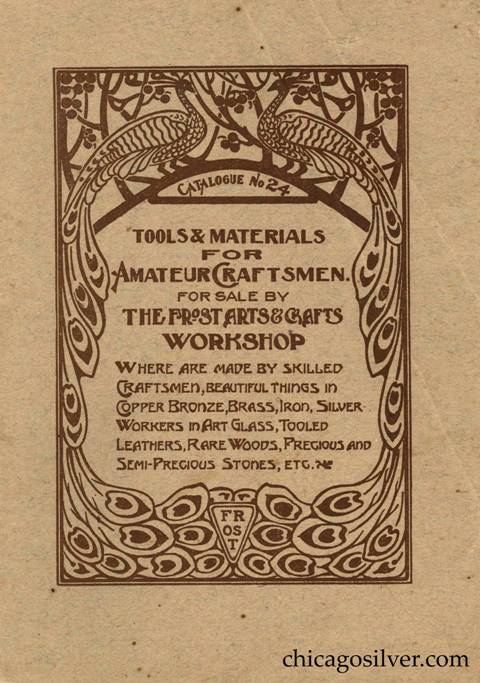 CATALOGUE No 24
TOOLS & MATERIALS
FOR
AMATEUR CRAFTSMEN.
FOR SALE BY
THE FROST ARTS & CRAFTS
WORKSHOP
WHERE ARE MADE BY SKILLED
CRAFTSMEN, BEAUTIFUL THINGS IN
COPPER BRONZE, BRASS, IRON, SILVER
WORKERS IN ART GLASS, TOOLED
LEATHERS, RARE WOODS, PRECIOUS AND
SEMI-PRECIOUS STONES, ETC.
FR
OS
T
chicagosilver.com